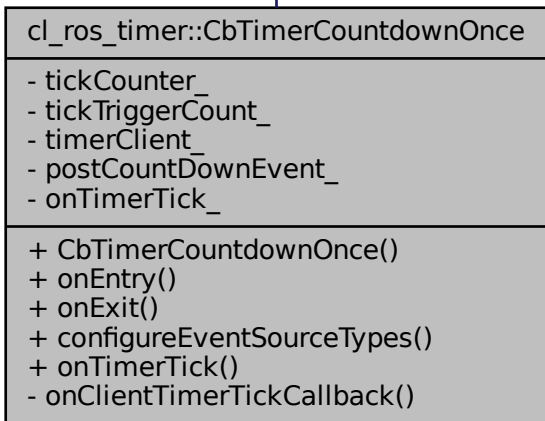 cl_ros_timer::CbTimerCountdownOnce
- tickCounter_
- tickTriggerCount_
- timerClient_
- postCountDownEvent_
- onTimerTick_
+ CbTimerCountdownOnce()
+ onEntry()
+ onExit()
+ configureEventSourceTypes()
+ onTimerTick()
- onClientTimerTickCallback()